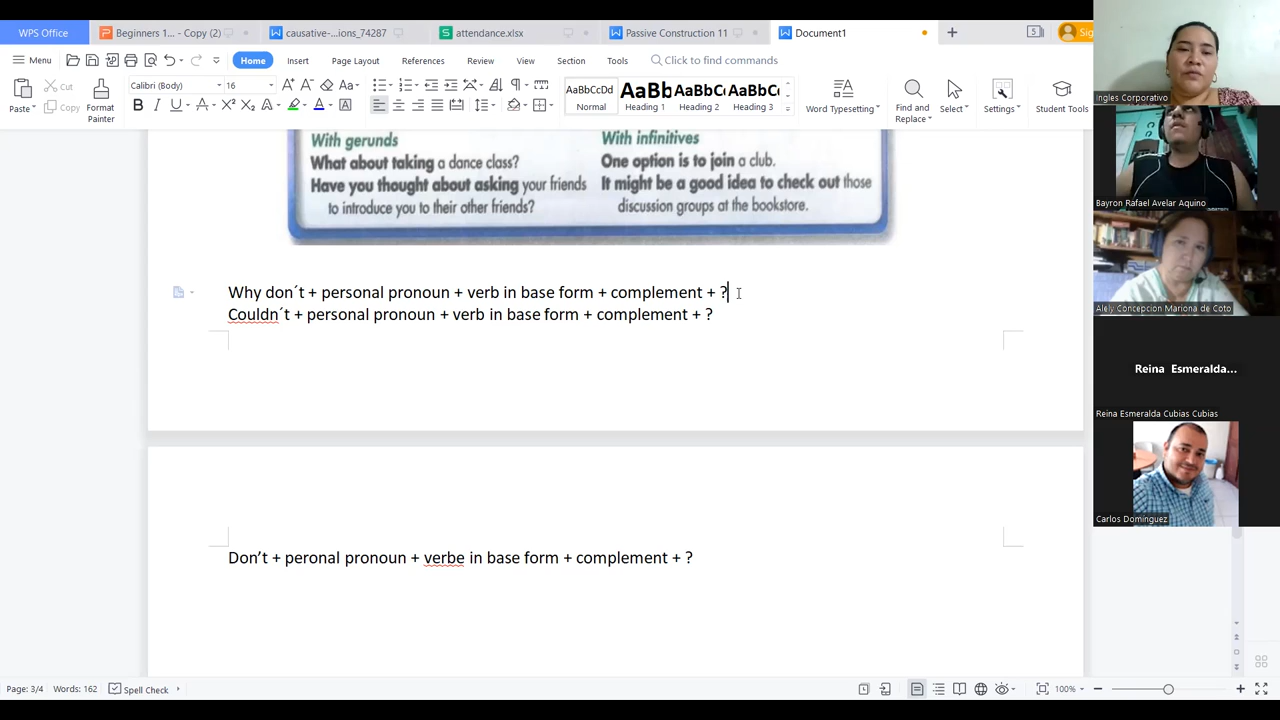 WPS Office
Beginners 1... - Copy (2)
causative-...ions_74287
attendance.xlsx
Passive Construction 11
Document1
Menu
Home
Insert
Page Layout
References
Review
View
Section
Tools
Click to find commands
Paste
Cut
Copy
Format Painter
Calibri (Body)
16
AaBbCcDd
Normal
AaBb
Heading 1
AaBbC
Heading 2
AaBbC
Heading 3
Word Typesetting
Find and Replace
Select
Settings
Student Tools
With gerunds
What about taking a dance class?
Have you thought about asking your friends
to introduce you to their other friends?
With infinitives
One option is to join a club.
It might be a good idea to check out those
discussion groups at the bookstore.
Why don´t + personal pronoun + verb in base form + complement + ?
Couldn´t + personal pronoun + verb in base form + complement + ?
Don’t + peronal pronoun + verbe in base form + complement + ?
Page: 3/4
Words: 162
Spell Check
100%
Ingles Corporativo
Bayron Rafael Avelar Aquino
Alely Concepcion Mariona de Coto
Reina Esmeralda...
Reina Esmeralda Cubias Cubias
Carlos Dominguez